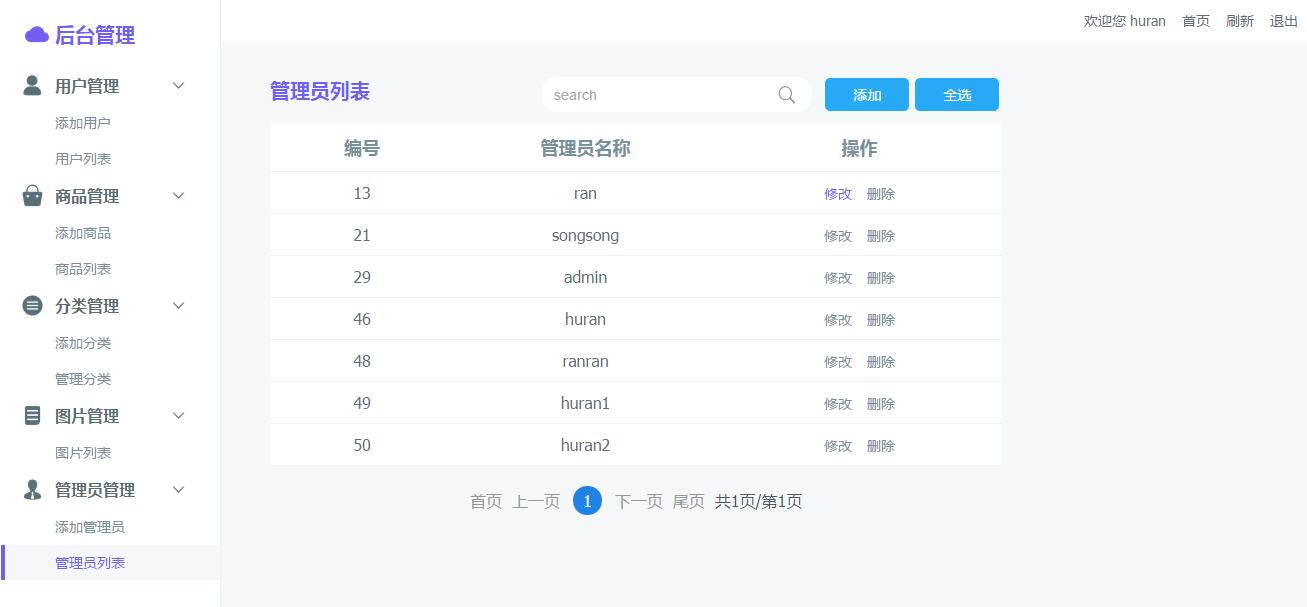 后台管理
用户管理
添加用户
用户列表
商品管理
添加商品
商品列表
分类管理
添加分类
管理分类
图片管理
图片列表
管理员管理
添加管理员
管理员列表
欢迎您 huran 首页 刷新 退出
管理员列表 search 添加 全选
编号 管理员名称 操作
13 ran 修改 删除
21 songsong 修改 删除
29 admin 修改 删除
46 huran 修改 删除
48 ranran 修改 删除
49 huran1 修改 删除
50 huran2 修改 删除
首页 上一页 1 下一页 尾页 共1页/第1页